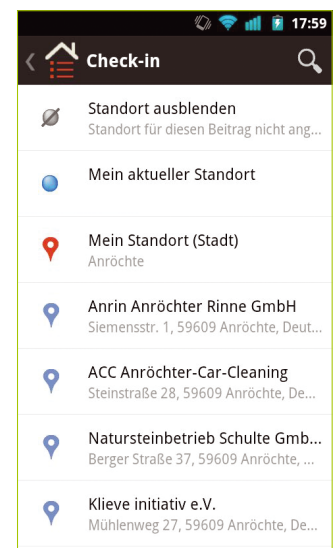 17:59
Check-in
Standort ausblenden
Standort für diesen Beitrag nicht ang...
Mein aktueller Standort
Mein Standort (Stadt)
Anröchte
Anrin Anröchter Rinne GmbH
Siemensstr. 1, 59609 Anröchte, Deut...
ACC Anröchter-Car-Cleaning
Steinstraße 28, 59609 Anröchte, De...
Natursteinbetrieb Schulte Gmb...
Berger Straße 37, 59609 Anröchte, ...
Klieve initiativ e.V.
Mühlenweg 27, 59609 Anröchte, De...